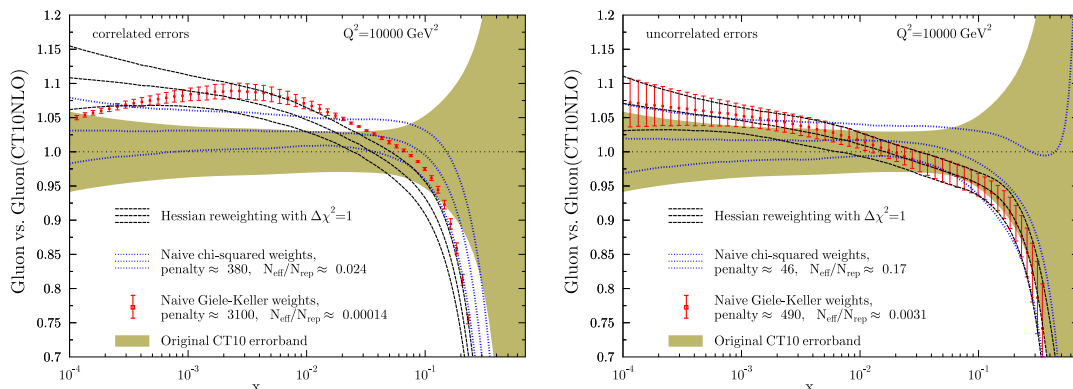 Gluon vs. Gluon(CT10NLO)
1.2
1.15
1.1
1.05
1.0
0.95
0.9
0.85
0.8
0.75
0.7
correlated errors
Q²=10000 GeV²
Hessian reweighting with Δχ²=1
Naive chi-squared weights,
penalty≈ 380, N_eff/N_rep ≈ 0.024
Naive Giele-Keller weights,
penalty≈ 3100, N_eff/N_rep ≈ 0.00014
Original CT10 errorband
10⁻⁴ 10⁻³ 10⁻² 10⁻¹
x
Gluon vs. Gluon(CT10NLO)
1.2
1.15
1.1
1.05
1.0
0.95
0.9
0.85
0.8
0.75
0.7
uncorrelated errors
Q²=10000 GeV²
Hessian reweighting with Δχ²=1
Naive chi-squared weights,
penalty≈ 46, N_eff/N_rep ≈ 0.17
Naive Giele-Keller weights,
penalty≈ 490, N_eff/N_rep ≈ 0.0031
Original CT10 errorband
10⁻⁴ 10⁻³ 10⁻² 10⁻¹
x